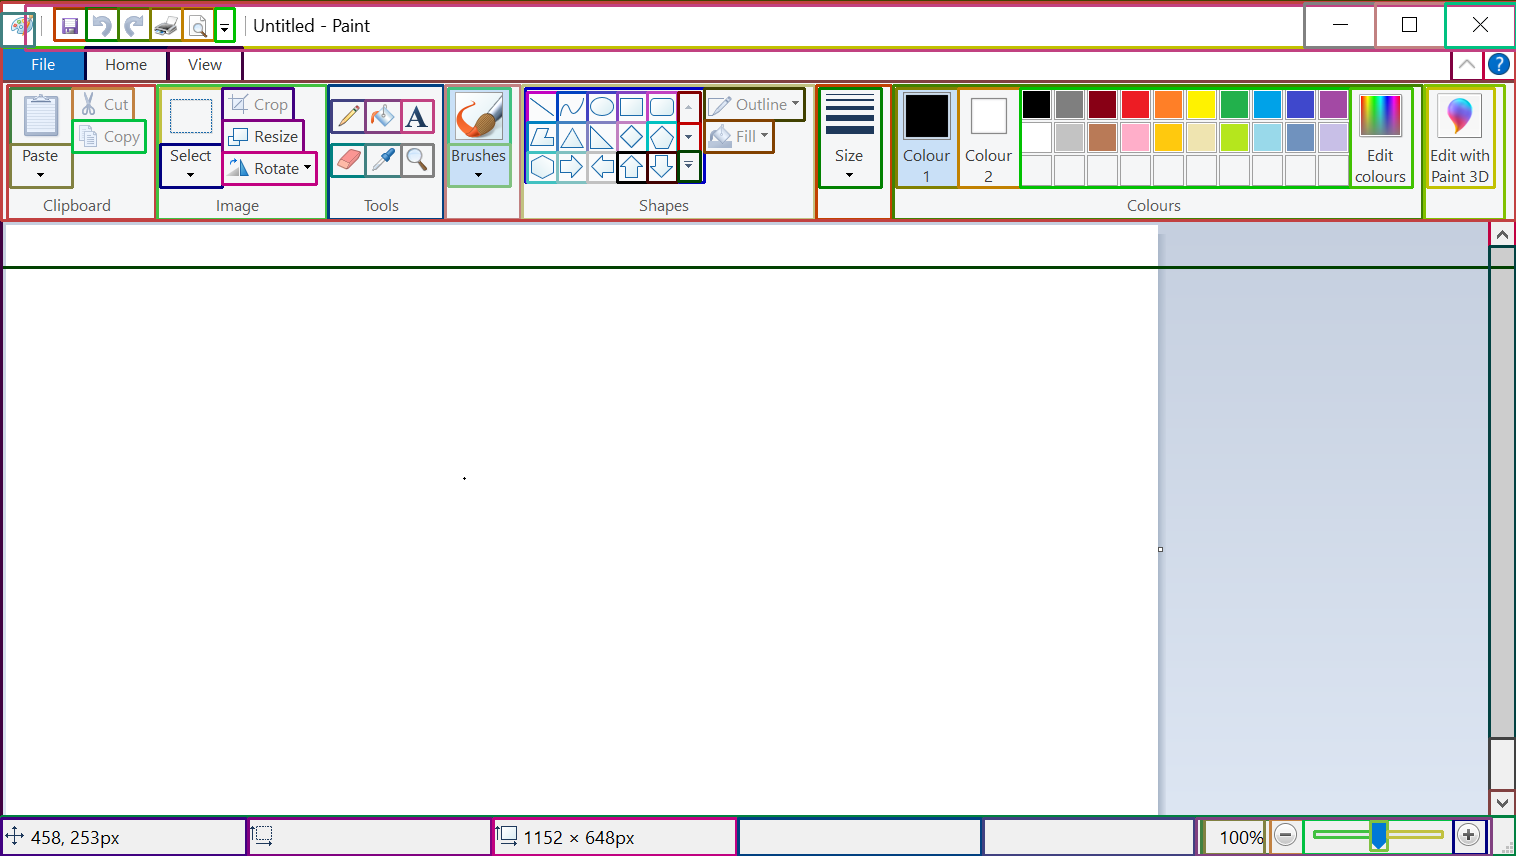 Untitled - Paint
File Home View
Paste
Cut
Copy
Clipboard
Select
Crop
Resize
Rotate
Image
A
Tools
Brushes
Outline
Fill
Shapes
Size
Colour
1
Colour
2
Edit
colours
Colours
Edit with
Paint 3D
458, 253px
1152 × 648px
100%